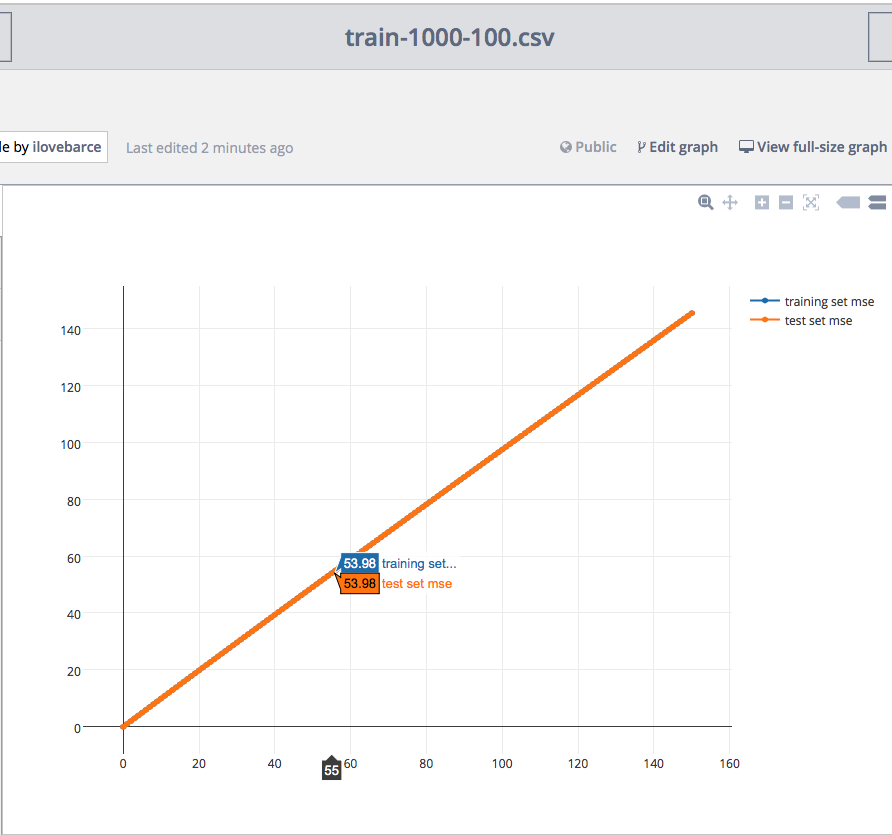 train-1000-100.csv
le by ilovebarce
Last edited 2 minutes ago
Public
Edit graph
View full-size graph
training set mse
test set mse
140
120
100
80
60
40
20
0
53.98 training set...
53.98 test set mse
0 20 40 55 60 80 100 120 140 160